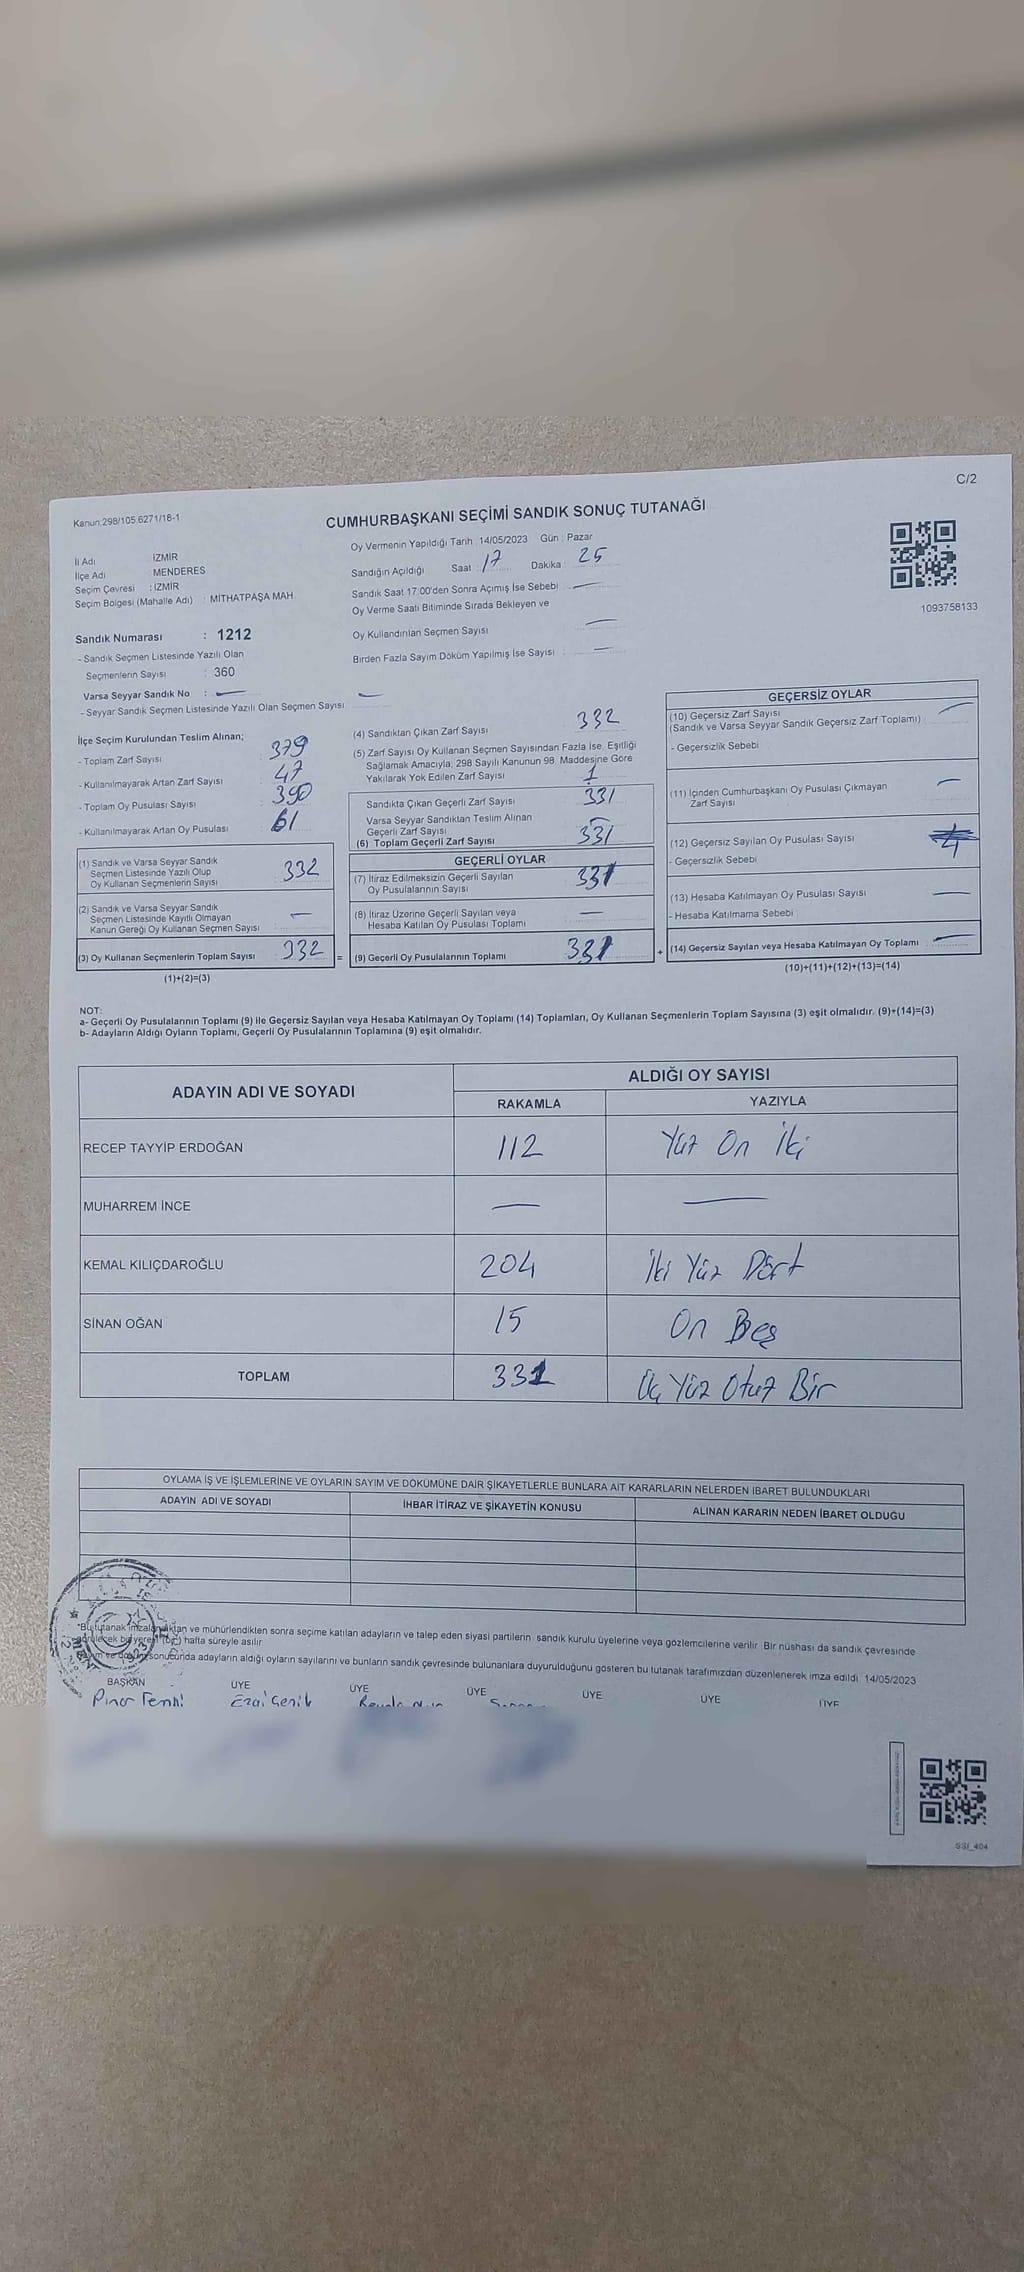 C/2
Kanun:298/105.6271/18-1
CUMHURBAŞKANI SEÇİMİ SANDIK SONUÇ TUTANAĞI
İl Adı İZMİR
İlçe Adı MENDERES
Seçim Çevresi : İZMİR
Seçim Bölgesi (Mahalle Adı) : MİTHATPAŞA MAH.
Oy Vermenin Yapıldığı Tarih 14/05/2023 Gün : Pazar
Sandığın Açıldığı Saat 17 Dakika 25
Sandık Saat 17:00'den Sonra Açılmış İse Sebebi —
Oy Verme Saati Bitiminde Sırada Bekleyen ve
Oy Kullandırılan Seçmen Sayısı —
Birden Fazla Sayım Döküm Yapılmış İse Sayısı : —
1093758133
Sandık Numarası : 1212
- Sandık Seçmen Listesinde Yazılı Olan
Seçmenlerin Sayısı : 360
Varsa Seyyar Sandık No : —
- Seyyar Sandık Seçmen Listesinde Yazılı Olan Seçmen Sayısı —
İlçe Seçim Kurulundan Teslim Alınan;
- Toplam Zarf Sayısı 379
- Kullanılmayarak Artan Zarf Sayısı 47
- Toplam Oy Pusulası Sayısı 390
- Kullanılmayarak Artan Oy Pusulası 61
(1) Sandık ve Varsa Seyyar Sandık
Seçmen Listesinde Yazılı Olup
Oy Kullanan Seçmenlerin Sayısı 332
(2) Sandık ve Varsa Seyyar Sandık
Seçmen Listesinde Kayıtlı Olmayan
Kanun Gereği Oy Kullanan Seçmen Sayısı —
(3) Oy Kullanan Seçmenlerin Toplam Sayısı 332 =
(1)+(2)=(3)
(4) Sandıktan Çıkan Zarf Sayısı 332
(5) Zarf Sayısı Oy Kullanan Seçmen Sayısından Fazla İse, Eşitliği
Sağlamak Amacıyla, 298 Sayılı Kanunun 98. Maddesine Göre
Yakılarak Yok Edilen Zarf Sayısı 1
Sandıkta Çıkan Geçerli Zarf Sayısı 331
Varsa Seyyar Sandıktan Teslim Alınan
Geçerli Zarf Sayısı —
(6) Toplam Geçerli Zarf Sayısı 331
GEÇERLİ OYLAR
(7) İtiraz Edilmeksizin Geçerli Sayılan
Oy Pusulalarının Sayısı 331
(8) İtiraz Üzerine Geçerli Sayılan veya
Hesaba Katılan Oy Pusulası Toplamı —
(9) Geçerli Oy Pusulalarının Toplamı 331 +
GEÇERSİZ OYLAR
(10) Geçersiz Zarf Sayısı —
(Sandık ve Varsa Seyyar Sandık Geçersiz Zarf Toplamı)
- Geçersizlik Sebebi
(11) İçinden Cumhurbaşkanı Oy Pusulası Çıkmayan
Zarf Sayısı —
(12) Geçersiz Sayılan Oy Pusulası Sayısı
- Geçersizlik Sebebi
(13) Hesaba Katılmayan Oy Pusulası Sayısı —
- Hesaba Katılmama Sebebi
(14) Geçersiz Sayılan veya Hesaba Katılmayan Oy Toplamı —
(10)+(11)+(12)+(13)=(14)
NOT:
a- Geçerli Oy Pusulalarının Toplamı (9) ile Geçersiz Sayılan veya Hesaba Katılmayan Oy Toplamı (14) Toplamları, Oy Kullanan Seçmenlerin Toplam Sayısına (3) eşit olmalıdır. (9)+(14)=(3)
b- Adayların Aldığı Oyların Toplamı, Geçerli Oy Pusulalarının Toplamına (9) eşit olmalıdır.
ADAYIN ADI VE SOYADI ALDIĞI OY SAYISI
RAKAMLA YAZIYLA
RECEP TAYYİP ERDOĞAN 112 Yüz On İki
MUHARREM İNCE — —
KEMAL KILIÇDAROĞLU 204 İki Yüz Dört
SİNAN OĞAN 15 On Beş
TOPLAM 331 Üç Yüz Otuz Bir
OYLAMA İŞ VE İŞLEMLERİNE VE OYLARIN SAYIM VE DÖKÜMÜNE DAİR ŞİKAYETLERLE BUNLARA AİT KARARLARIN NELERDEN İBARET BULUNDUKLARI
ADAYIN ADI VE SOYADI İHBAR İTİRAZ VE ŞİKAYETİN KONUSU ALINAN KARARIN NEDEN İBARET OLDUĞU
*Bu tutanak imzalandıktan ve mühürlendikten sonra seçime katılan adayların ve talep eden siyasi partilerin sandık kurulu üyelerine veya gözlemcilerine verilir. Bir nüshası da sandık çevresinde
görülecek bir yere 1 (bir) hafta süreyle asılır.
Sayım ve döküm sonucunda adayların aldığı oyların sayılarını ve bunların sandık çevresinde bulunanlara duyurulduğunu gösteren bu tutanak tarafımızdan düzenlenerek imza edildi. 14/05/2023
BAŞKAN ÜYE ÜYE ÜYE ÜYE ÜYE ÜYE
Pınar
SSI_404